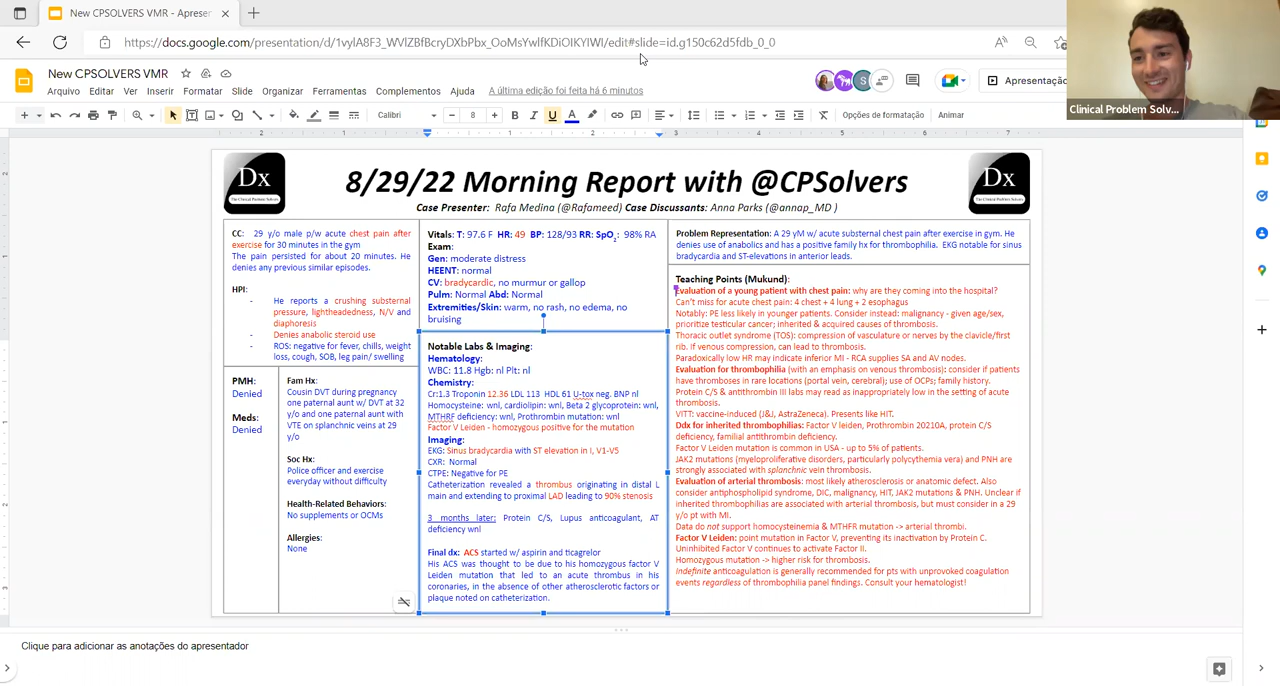 New CPSOLVERS VMR - Apresen
https://docs.google.com/presentation/d/1vylA8F3_WVlZBfBcryDXbPbx_OoMsYwlfKDiOIKYIWI/edit#slide=id.g150c62d5fdb_0_0
New CPSOLVERS VMR
Arquivo Editar Ver Inserir Formatar Slide Organizar Ferramentas Complementos Ajuda A última edição foi feita há 6 minutos
Apresentação
Calibri 8 Opções de formatação Animar
Clinical Problem Solv...
Dx
The Clinical Problem Solvers
8/29/22 Morning Report with @CPSolvers
Case Presenter: Rafa Medina (@Rafameed) Case Discussants: Anna Parks (@annap_MD )
Dx
The Clinical Problem Solvers
CC: 29 y/o male p/w acute chest pain after
exercise for 30 minutes in the gym
The pain persisted for about 20 minutes. He
denies any previous similar episodes.
HPI:
- He reports a crushing substernal
pressure, lightededness, N/V and
diaphoresis
- Denies anabolic steroid use
- ROS: negative for fever, chills, weight
loss, cough, SOB, leg pain/ swelling
PMH:
Denied
Meds:
Denied
Fam Hx:
Cousin DVT during pregnancy
one paternal aunt w/ DVT at 32
y/o and one paternal aunt with
VTE on splanchnic veins at 29
y/o
Soc Hx:
Police officer and exercise
everyday without difficulty
Health-Related Behaviors:
No supplements or OCMs
Allergies:
None
Vitals: T: 97.6 F HR: 49 BP: 128/93 RR: SpO2: 98% RA
Exam:
Gen: moderate distress
HEENT: normal
CV: bradycardic, no murmur or gallop
Pulm: Normal Abd: Normal
Extremities/Skin: warm, no rash, no edema, no
bruising
Notable Labs & Imaging:
Hematology:
WBC: 11.8 Hgb: nl Plt: nl
Chemistry:
Cr:1.3 Troponin 12.36 LDL 113 HDL 61 U-tox neg. BNP nl
Homocysteine: wnl, cardiolipin: wnl, Beta 2 glycoprotein: wnl,
MTHFR deficiency: wnl, Prothrombin mutation: wnl
Factor V Leiden - homozygous positive for the mutation
Imaging:
EKG: Sinus bradycardia with ST elevation in I, V1-V5
CXR: Normal
CTPE: Negative for PE
Catheterization revealed a thrombus originating in distal L
main and extending to proximal LAD leading to 90% stenosis
3 months later: Protein C/S, Lupus anticoagulant, AT
deficiency wnl
Final dx: ACS started w/ aspirin and ticagrelor
His ACS was thought to be due to his homozygous factor V
Leiden mutation that led to an acute thrombus in his
coronaries, in the absence of other atherosclerotic factors or
plaque noted on catheterization.
Problem Representation: A 29 yM w/ acute substernal chest pain after exercise in gym. He
denies use of anabolics and has a positive family hx for thrombophilia. EKG notable for sinus
bradycardia and ST-elevations in anterior leads.
Teaching Points (Mukund):
Evaluation of a young patient with chest pain: why are they coming into the hospital?
Can't miss for acute chest pain: 4 chest + 4 lung + 2 esophagus
Notably: PE less likely in younger patients. Consider instead: malignancy - given age/sex,
prioritize testicular cancer; inherited & acquired causes of thrombosis.
Thoracic outlet syndrome (TOS): compression of vasculature or nerves by the clavicle/first
rib. if venous compression, can lead to thrombosis.
Paradoxically low HR may indicate inferior MI - RCA supplies SA and AV nodes.
Evaluation for thrombophilia (with an emphasis on venous thrombosis): consider if patients
have thromboses in rare locations (portal vein, cerebral); use of OCPs; family history.
Protein C/S & antithrombin III labs may read as inappropriately low in the setting of acute
thrombosis.
VITT: vaccine-induced (J&J, AstraZeneca). Presents like HIT.
Ddx for inherited thrombophilias: Factor V leiden, Prothrombin 20210A, protein C/S
deficiency, familial antithrombin deficiency.
Factor V Leiden mutation is common in USA - up to 5% of patients.
JAK2 mutations (myeloproliferative disorders, particularly polycythemia vera) and PNH are
strongly associated with splanchnic vein thrombosis.
Evaluation of arterial thrombosis: most likely atherosclerosis or anatomic defect. Also
consider antiphospholipid syndrome, DIC, malignancy, HIT, JAK2 mutations & PNH. Unclear if
inherited thrombophilias are associated with arterial thrombosis, but must consider in a 29
y/o pt with MI.
Data do not support homocysteinemia & MTHFR mutation -> arterial thrombi.
Factor V Leiden: point mutation in Factor V, preventing its inactivation by Protein C.
Uninhibited Factor V continues to activate Factor II.
Homozygous mutation -> higher risk for thrombosis.
Indefinite anticoagulation is generally recommended for pts with unprovoked coagulation
events regardless of thrombophilia panel findings. Consult your hematologist!
Clique para adicionar as anotações do apresentador